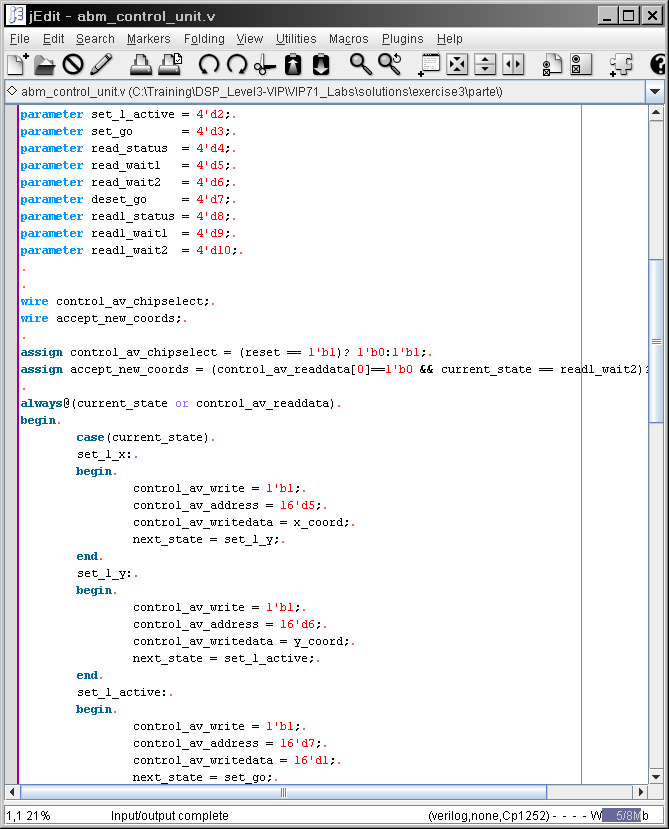 jEdit - abm_control_unit.v
File Edit Search Markers Folding View Utilities Macros Plugins Help
abm_control_unit.v (C:\Training\DSP_Level3-VIP\VIP71_Labs\solutions\exercise3\parte\)
parameter set_l_active = 4'd2;.
parameter set_go = 4'd3;.
parameter read_status = 4'd4;.
parameter read_wait1 = 4'd5;.
parameter read_wait2 = 4'd6;.
parameter deset_go = 4'd7;.
parameter readl_status = 4'd8;.
parameter readl_wait1 = 4'd9;.
parameter readl_wait2 = 4'd10;.
.
.
wire control_av_chipselect;.
wire accept_new_coords;.
.
assign control_av_chipselect = (reset == 1'b1)? 1'b0:1'b1;.
assign accept_new_coords = (control_av_readdata[0]==1'b0 && current_state == readl_wait2)?
.
always@(current_state or control_av_readdata).
begin.
case(current_state).
set_l_x:.
begin.
control_av_write = 1'b1;.
control_av_address = 16'd5;.
control_av_writedata = x_coord;.
next_state = set_l_y;.
end.
set_l_y:.
begin.
control_av_write = 1'b1;.
control_av_address = 16'd6;.
control_av_writedata = y_coord;.
next_state = set_l_active;.
end.
set_l_active:.
begin.
control_av_write = 1'b1;.
control_av_address = 16'd7;.
control_av_writedata = 16'd1;.
next_state = set_go;.
1,1 21% Input/output complete (verilog,none,Cp1252) - - - - W 5/8Mb